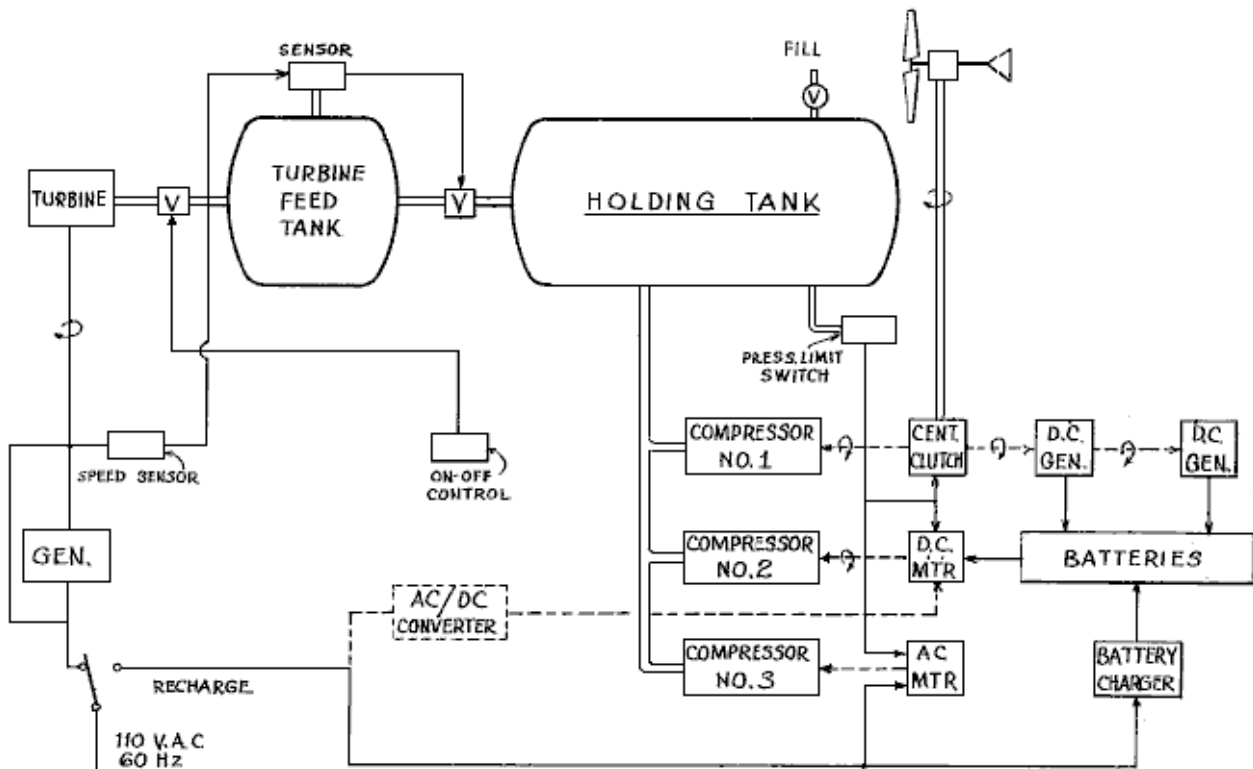 SENSOR
FILL
V
TURBINE
V
TURBINE
FEED
TANK
V
HOLDING TANK
PRESS. LIMIT
SWITCH
SPEED SENSOR
ON-OFF
CONTROL
COMPRESSOR
NO.1
CENT.
CLUTCH
D.C.
GEN.
D.C.
GEN.
GEN.
COMPRESSOR
NO.2
D.C.
MTR
BATTERIES
AC/DC
CONVERTER
COMPRESSOR
NO.3
AC
MTR
BATTERY
CHARGER
RECHARGE
110 V.A.C
60 Hz